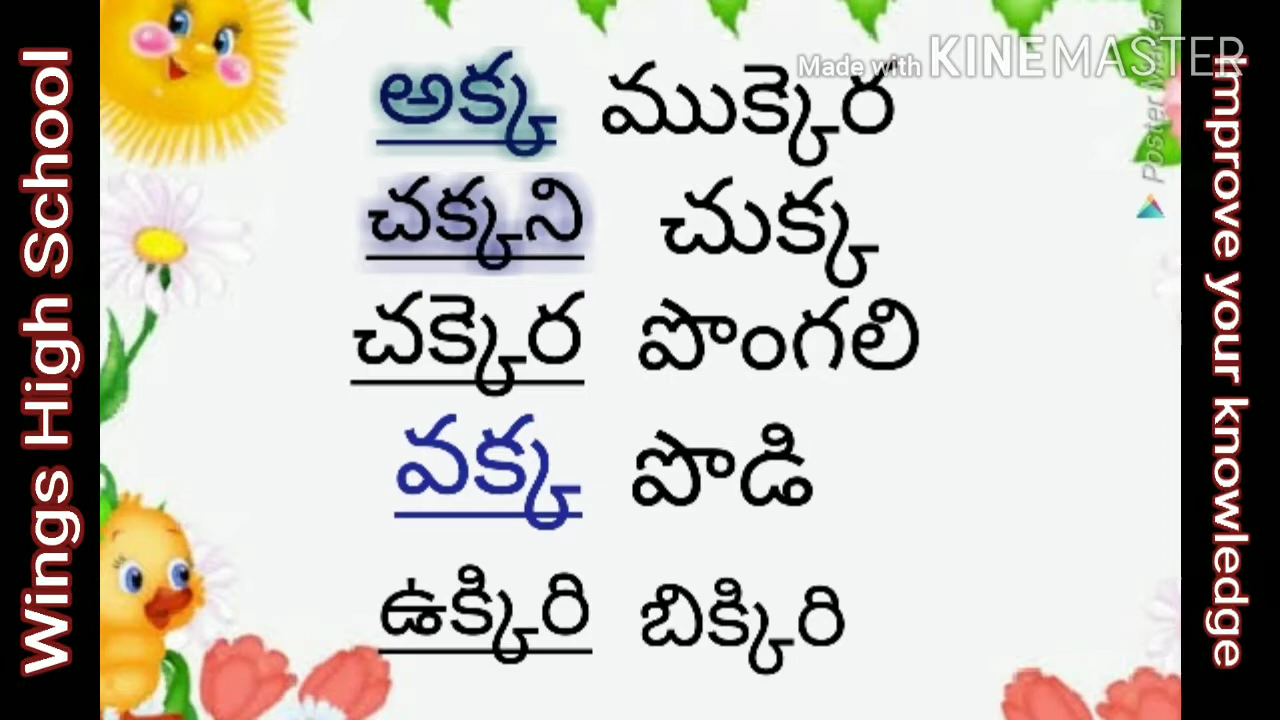 Wings High School
Made with KINEMASTER
అక్క ముక్కెర
చక్కని చుక్క
చక్కెర పొంగలి
వక్క పొడి
ఉక్కిరి బిక్కిరి
Improve your knowledge